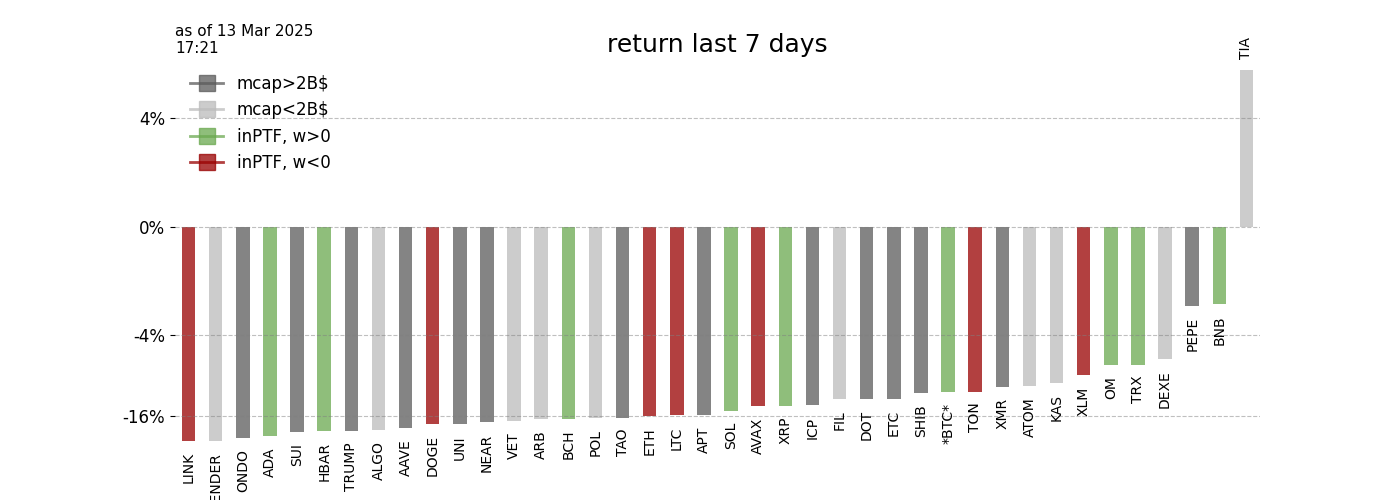 as of 13 Mar 2025
17:21
return last 7 days
mcap>2B$
mcap<2B$
inPTF, w>0
inPTF, w<0
4%
0%
-4%
-16%
LINK
ENDER
ONDO
ADA
SUI
HBAR
TRUMP
ALGO
AAVE
DOGE
UNI
NEAR
VET
ARB
BCH
POL
TAO
ETH
LTC
APT
SOL
AVAX
XRP
ICP
FIL
DOT
ETC
SHIB
*BTC*
TON
XMR
ATOM
KAS
XLM
OM
TRX
DEXE
PEPE
BNB
TIA